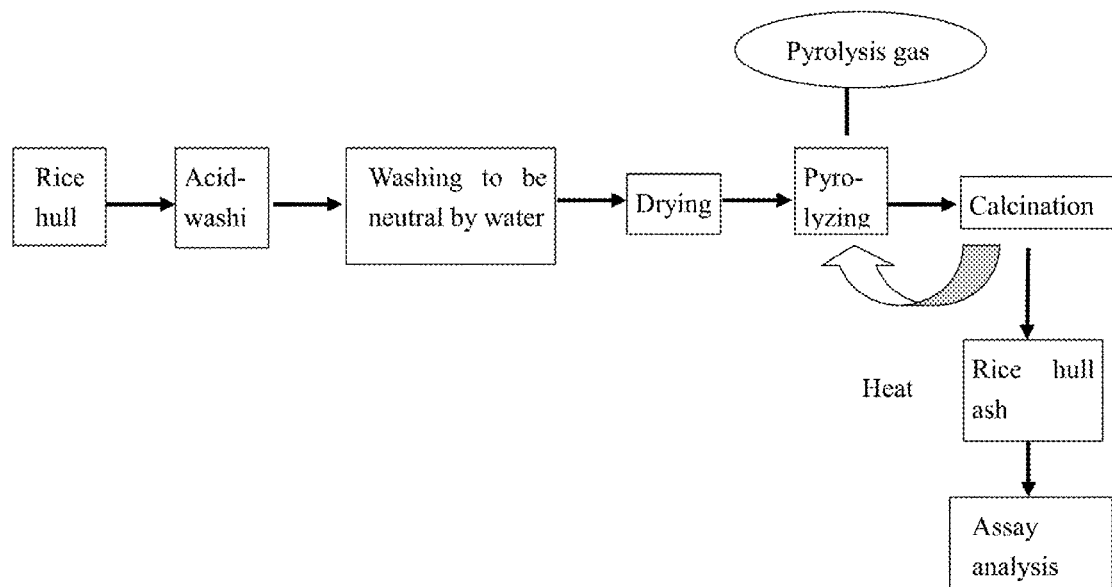 Pyrolysis gas
Rice
hull
Acid-
washi
Washing to be
neutral by water
Drying
Pyro-
lyzing
Calcination
Heat
Rice hull
ash
Assay
analysis